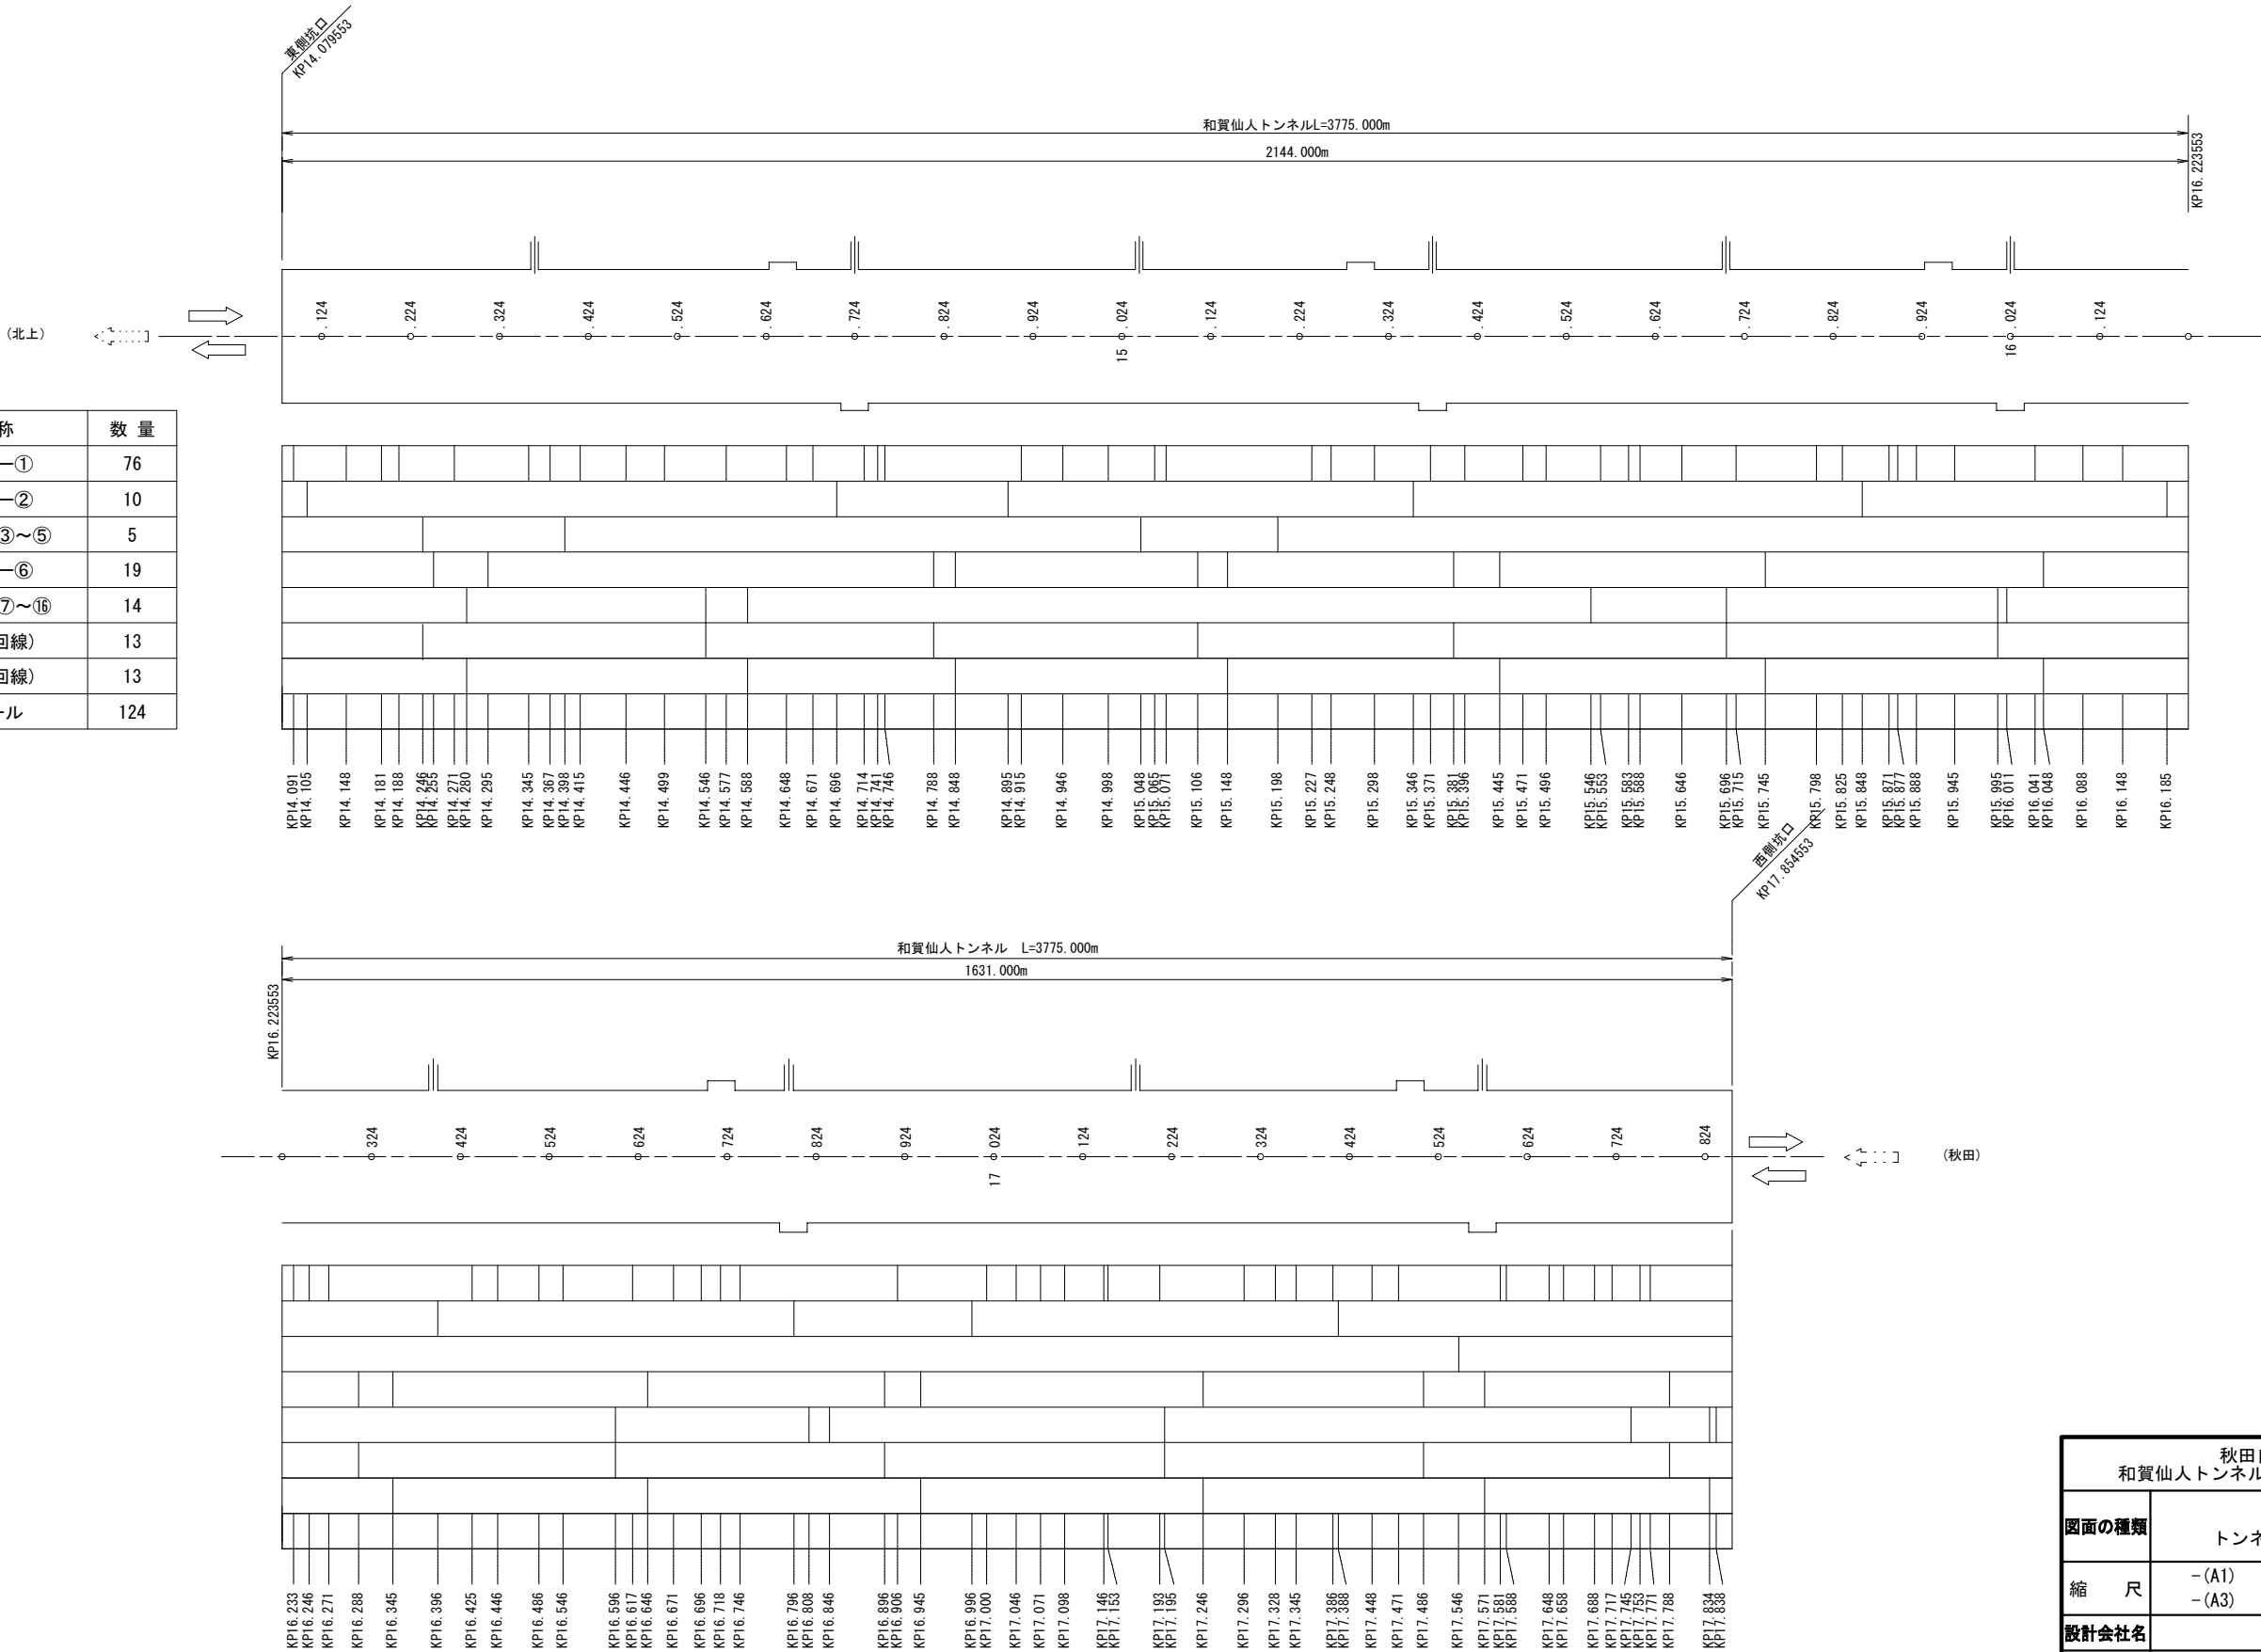 東側坑口
KP14.079553
和賀仙人トンネルL=3775.000m
2144.000m
KP16.223553
(北上)
.124
.224
.324
.424
.524
.624
.724
.824
.924
.024
.124
.224
.324
.424
.524
.624
.724
.824
.924
.024
.124
15
16
称 数 量
ー① 76
ー② 10
③～⑤ 5
ー⑥ 19
⑦～⑯ 14
回線) 13
回線) 13
ール 124
KP14.091
KP14.105
KP14.148
KP14.181
KP14.188
KP14.246
KP14.255
KP14.271
KP14.280
KP14.295
KP14.345
KP14.367
KP14.398
KP14.415
KP14.446
KP14.499
KP14.546
KP14.577
KP14.588
KP14.648
KP14.671
KP14.696
KP14.714
KP14.741
KP14.746
KP14.788
KP14.848
KP14.895
KP14.915
KP14.946
KP14.998
KP15.048
KP15.065
KP15.071
KP15.106
KP15.148
KP15.198
KP15.227
KP15.248
KP15.298
KP15.346
KP15.371
KP15.381
KP15.396
KP15.445
KP15.471
KP15.496
KP15.546
KP15.553
KP15.583
KP15.588
KP15.646
KP15.696
KP15.715
KP15.745
KP15.798
KP15.825
KP15.848
KP15.871
KP15.877
KP15.888
KP15.945
KP15.995
KP16.011
KP16.041
KP16.048
KP16.088
KP16.148
KP16.185
西側坑口
KP17.854553
和賀仙人トンネル L=3775.000m
1631.000m
KP16.223553
324
424
524
624
724
824
924
024
124
224
324
424
524
624
724
824
17
(秋田)
KP16.233
KP16.246
KP16.271
KP16.288
KP16.345
KP16.396
KP16.425
KP16.446
KP16.486
KP16.546
KP16.596
KP16.617
KP16.646
KP16.671
KP16.696
KP16.718
KP16.746
KP16.796
KP16.808
KP16.846
KP16.896
KP16.906
KP16.945
KP16.996
KP17.000
KP17.046
KP17.071
KP17.098
KP17.146
KP17.153
KP17.193
KP17.195
KP17.246
KP17.296
KP17.328
KP17.345
KP17.386
KP17.388
KP17.448
KP17.471
KP17.486
KP17.546
KP17.571
KP17.581
KP17.588
KP17.648
KP17.658
KP17.688
KP17.717
KP17.745
KP17.753
KP17.771
KP17.788
KP17.834
KP17.838
秋田
和賀仙人トンネル
図面の種類
トンネ
縮 尺
-(A1)
-(A3)
設計会社名